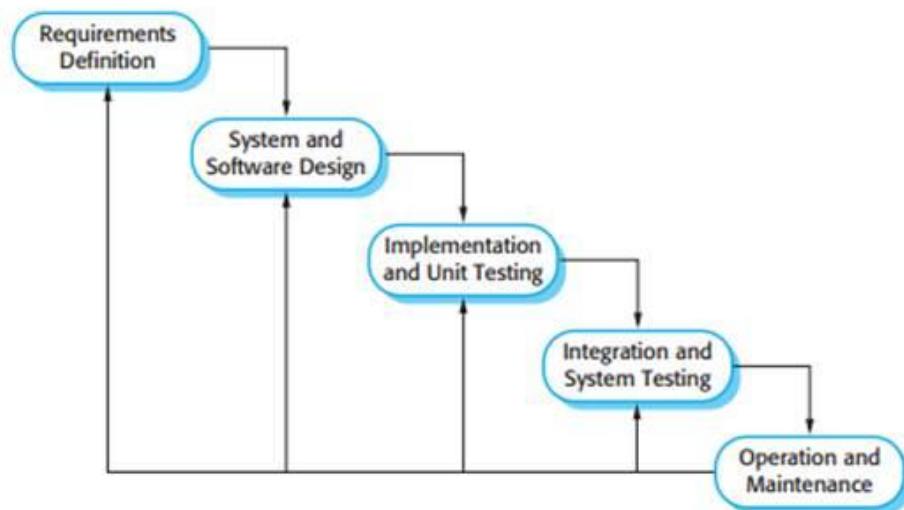 Requirements
Definition
System and
Software Design
Implementation
and Unit Testing
Integration and
System Testing
Operation and
Maintenance